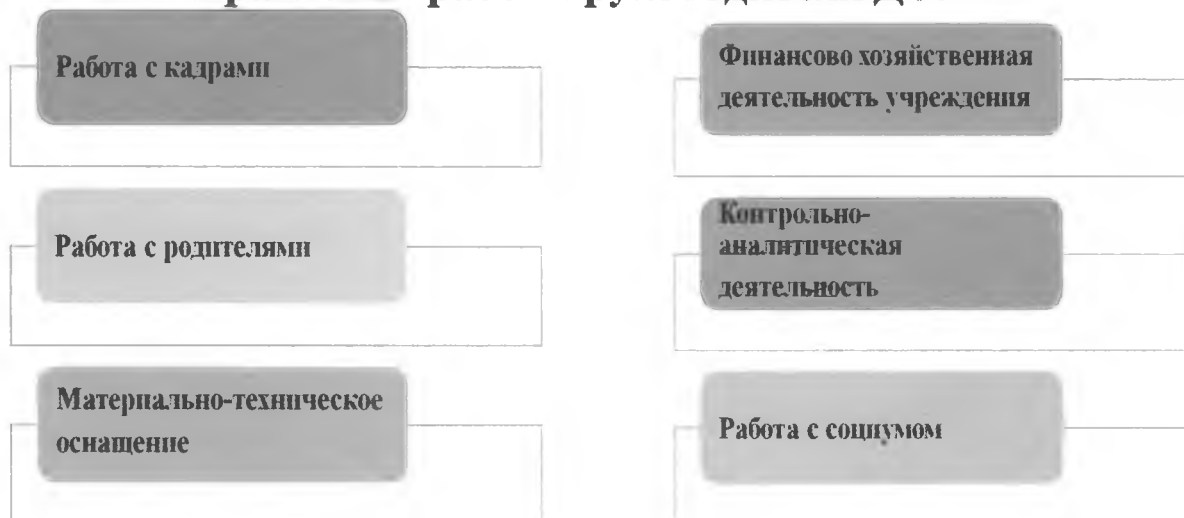 Работа с кадрами
Работа с родителями
Материально-техническое
оснащение
Финансово хозяйственная
деятельность учреждения
Контрольно-
аналитическая
деятельность
Работа с социумом